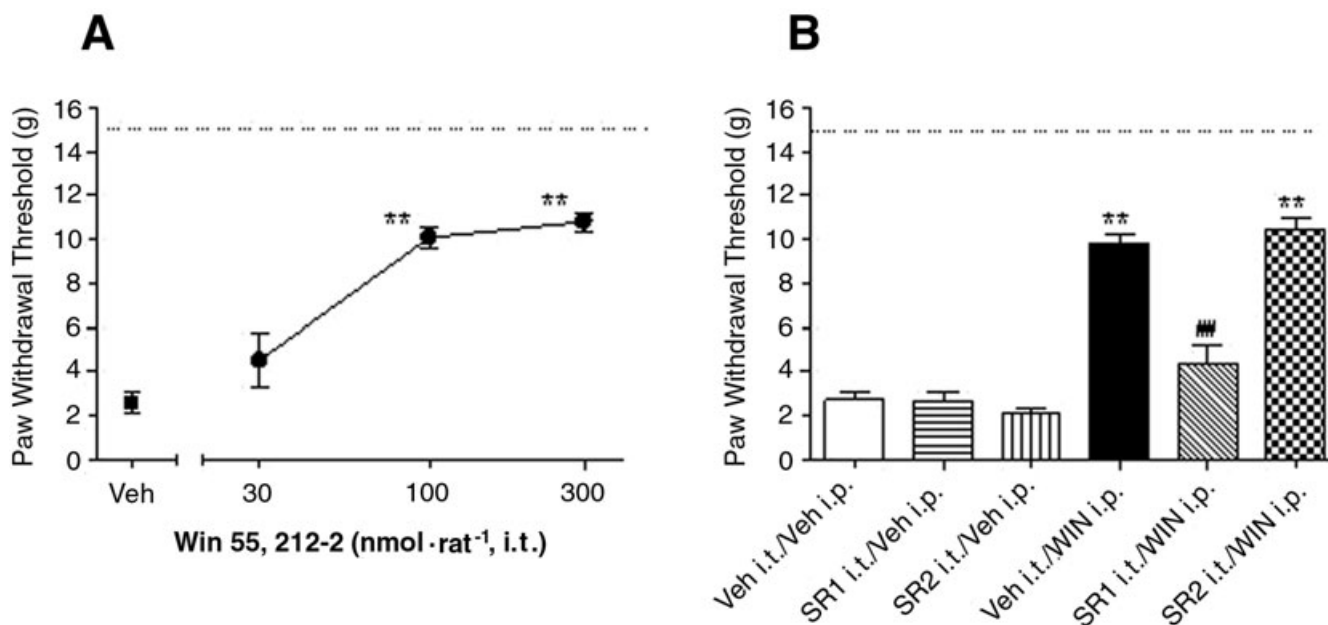 A
Paw Withdrawal Threshold (g)
16
14
12
10
8
6
4
2
0
**
**
Veh
30
100
300
Win 55, 212-2 (nmol·rat⁻¹, i.t.)
B
Paw Withdrawal Threshold (g)
16
14
12
10
8
6
4
2
0
**
##
**
Veh i.t./Veh i.p.
SR1 i.t./Veh i.p.
SR2 i.t./Veh i.p.
Veh i.t./WIN i.p.
SR1 i.t./WIN i.p.
SR2 i.t./WIN i.p.